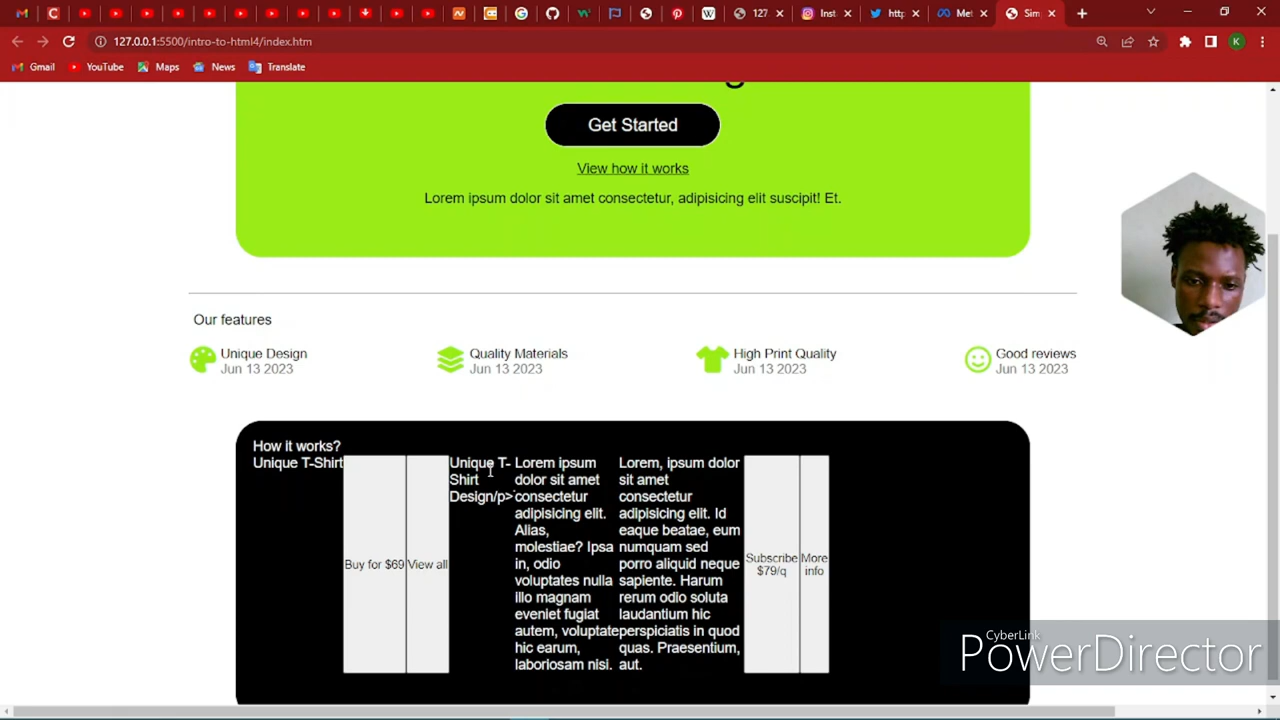 127
Inst
http
Met
Sim
127.0.0.1:5500/intro-to-html4/index.htm
K
Gmail
YouTube
Maps
News
Translate
Get Started
View how it works
Lorem ipsum dolor sit amet consectetur, adipisicing elit suscipit! Et.
Our features
Unique Design
Jun 13 2023
Quality Materials
Jun 13 2023
High Print Quality
Jun 13 2023
Good reviews
Jun 13 2023
How it works?
Unique T-Shirt
Buy for $69
View all
Unique T-
Shirt
Design/p>
Lorem ipsum
dolor sit amet
consectetur
adipisicing elit.
Alias,
molestiae? Ipsa
in, odio
voluptates nulla
illo magnam
eveniet fugiat
autem, voluptate
hic earum,
laboriosam nisi.
Lorem, ipsum dolor
sit amet
consectetur
adipisicing elit. Id
eaque beatae, eum
numquam sed
porro aliquid neque
sapiente. Harum
rerum odio soluta
laudantium hic
perspiciatis in quod
quas. Praesentium,
aut.
Subscribe
$79/q
More
info
CyberLink
PowerDirector